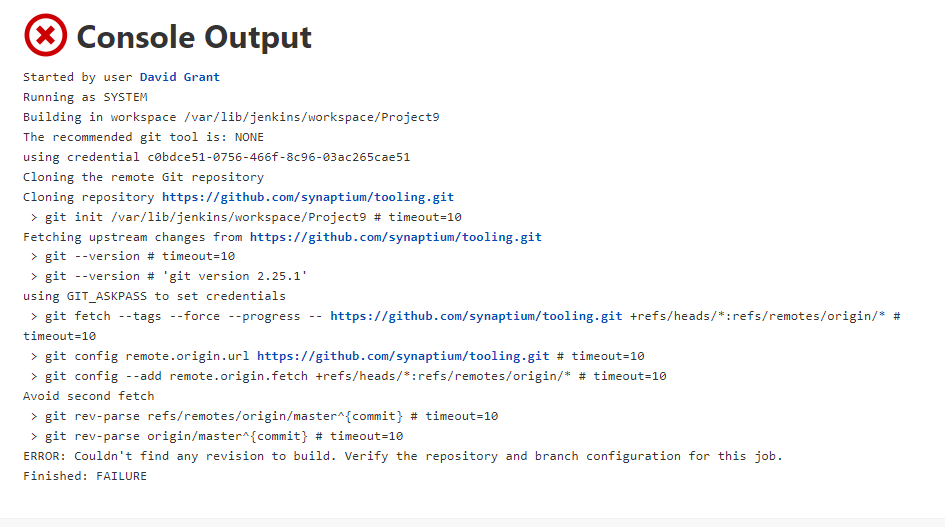 Console Output
Started by user David Grant
Running as SYSTEM
Building in workspace /var/lib/jenkins/workspace/Project9
The recommended git tool is: NONE
using credential c0bdce51-0756-466f-8c96-03ac265cae51
Cloning the remote Git repository
Cloning repository https://github.com/synaptium/tooling.git
 > git init /var/lib/jenkins/workspace/Project9 # timeout=10
Fetching upstream changes from https://github.com/synaptium/tooling.git
 > git --version # timeout=10
 > git --version # 'git version 2.25.1'
using GIT_ASKPASS to set credentials
 > git fetch --tags --force --progress -- https://github.com/synaptium/tooling.git +refs/heads/*:refs/remotes/origin/* #
timeout=10
 > git config remote.origin.url https://github.com/synaptium/tooling.git # timeout=10
 > git config --add remote.origin.fetch +refs/heads/*:refs/remotes/origin/* # timeout=10
Avoid second fetch
 > git rev-parse refs/remotes/origin/master^{commit} # timeout=10
 > git rev-parse origin/master^{commit} # timeout=10
ERROR: Couldn't find any revision to build. Verify the repository and branch configuration for this job.
Finished: FAILURE